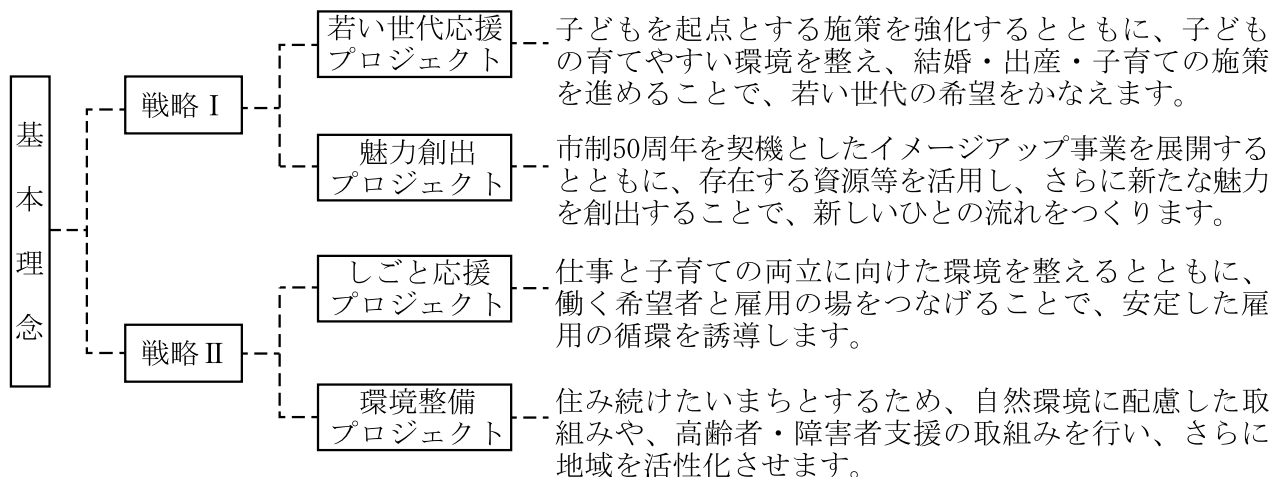 基本理念
戦略Ⅰ
若い世代応援
プロジェクト
子どもを起点とする施策を強化するとともに、子ども
の育てやすい環境を整え、結婚・出産・子育ての施策
を進めることで、若い世代の希望をかなえます。
魅力創出
プロジェクト
市制50周年を契機としたイメージアップ事業を展開する
とともに、存在する資源等を活用し、さらに新たな魅力
を創出することで、新しいひとの流れをつくります。
戦略Ⅱ
しごと応援
プロジェクト
仕事と子育ての両立に向けた環境を整えるとともに、
働く希望者と雇用の場をつなげることで、安定した雇
用の循環を誘導します。
環境整備
プロジェクト
住み続けたいまちとするため、自然環境に配慮した取
組みや、高齢者・障害者支援の取組みを行い、さらに
地域を活性化させます。